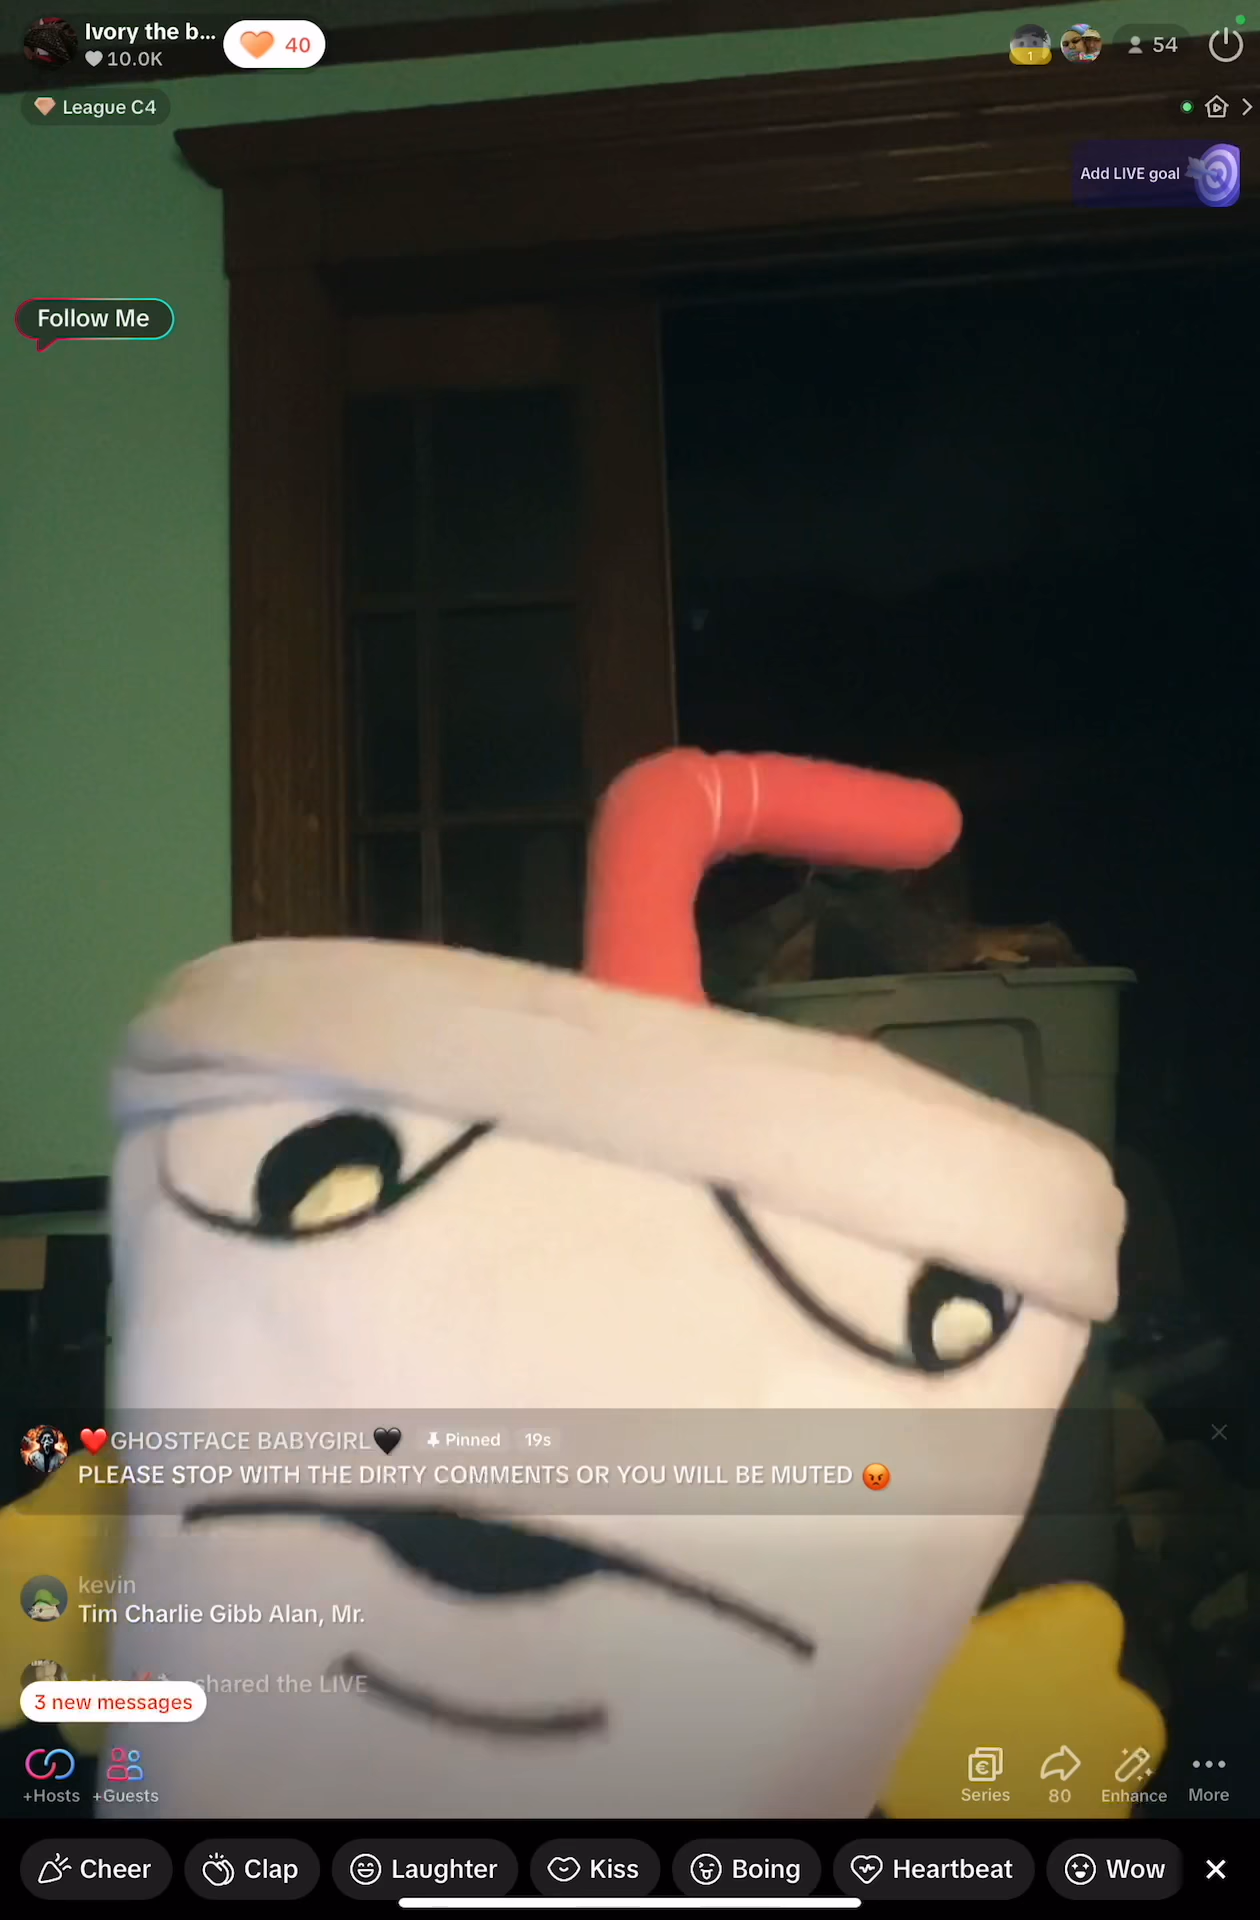 Ivory the b...
10.0K
40
1
54
League C4
Add LIVE goal
Follow Me
GHOSTFACE BABYGIRL
Pinned
19s
PLEASE STOP WITH THE DIRTY COMMENTS OR YOU WILL BE MUTED
kevin
Tim Charlie Gibb Alan, Mr.
shared the LIVE
3 new messages
+Hosts
+Guests
Series
80
Enhance
More
Cheer
Clap
Laughter
Kiss
Boing
Heartbeat
Wow